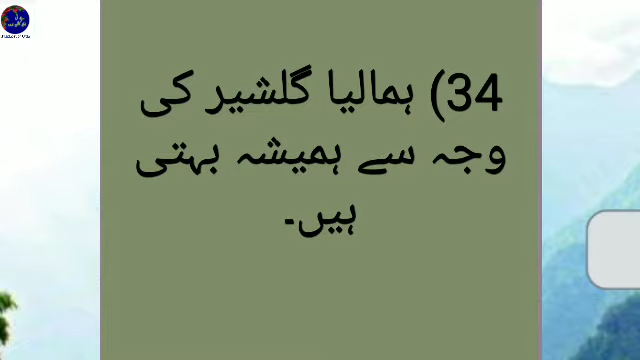 34) ہمالیا گلشیر کی
وجہ سے ہمیشہ بہتی
ہیں۔